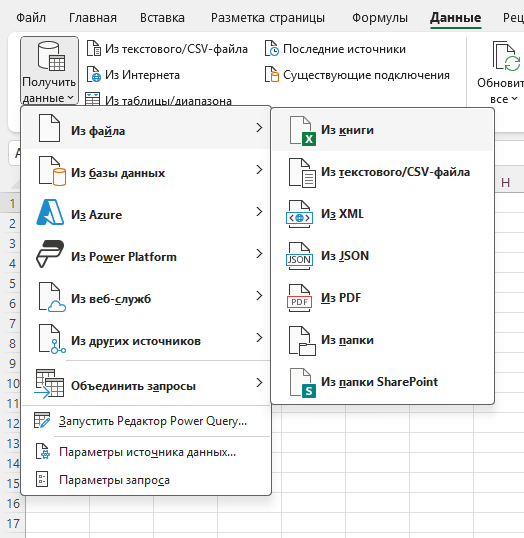 Файл Главная Вставка Разметка страницы Формулы Данные Рец
Получить данные
Из текстового/CSV-файла
Из Интернета
Из таблицы/диапазона
Последние источники
Существующие подключения
Обновит
все
A
Из файла
Из базы данных
Из Azure
Из Power Platform
Из веб-служб
Из других источников
Объединить запросы
Запустить Редактор Power Query...
Параметры источника данных...
Параметры запроса
Из книги
Из текстового/CSV-файла
Из XML
Из JSON
Из PDF
Из папки
Из папки SharePoint
H
1
2
3
4
5
6
7
8
9
10
11
12
13
14
15
16
17